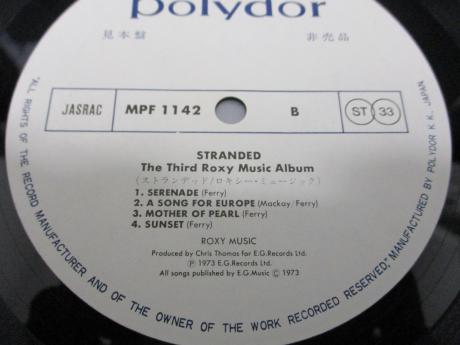 polydor
見本盤 非売品
JASRAC MPF 1142 B ST 33
STRANDED
The Third Roxy Music Album
(ストランデッド/ロキシー・ミュージック)
1. SERENADE (Ferry)
2. A SONG FOR EUROPE (Mackay/Ferry)
3. MOTHER OF PEARL (Ferry)
4. SUNSET (Ferry)
ROXY MUSIC
Produced by Chris Thomas for E.G.Records Ltd.
Ⓟ 1973 E.G.Records Ltd.
All songs published by E.G.Music © 1973
"ALL RIGHTS OF THE RECORD MANUFACTURER AND OF THE OWNER OF THE WORK RECORDED RESERVED." MANUFACTURED BY POLYDOR K.K. JAPAN